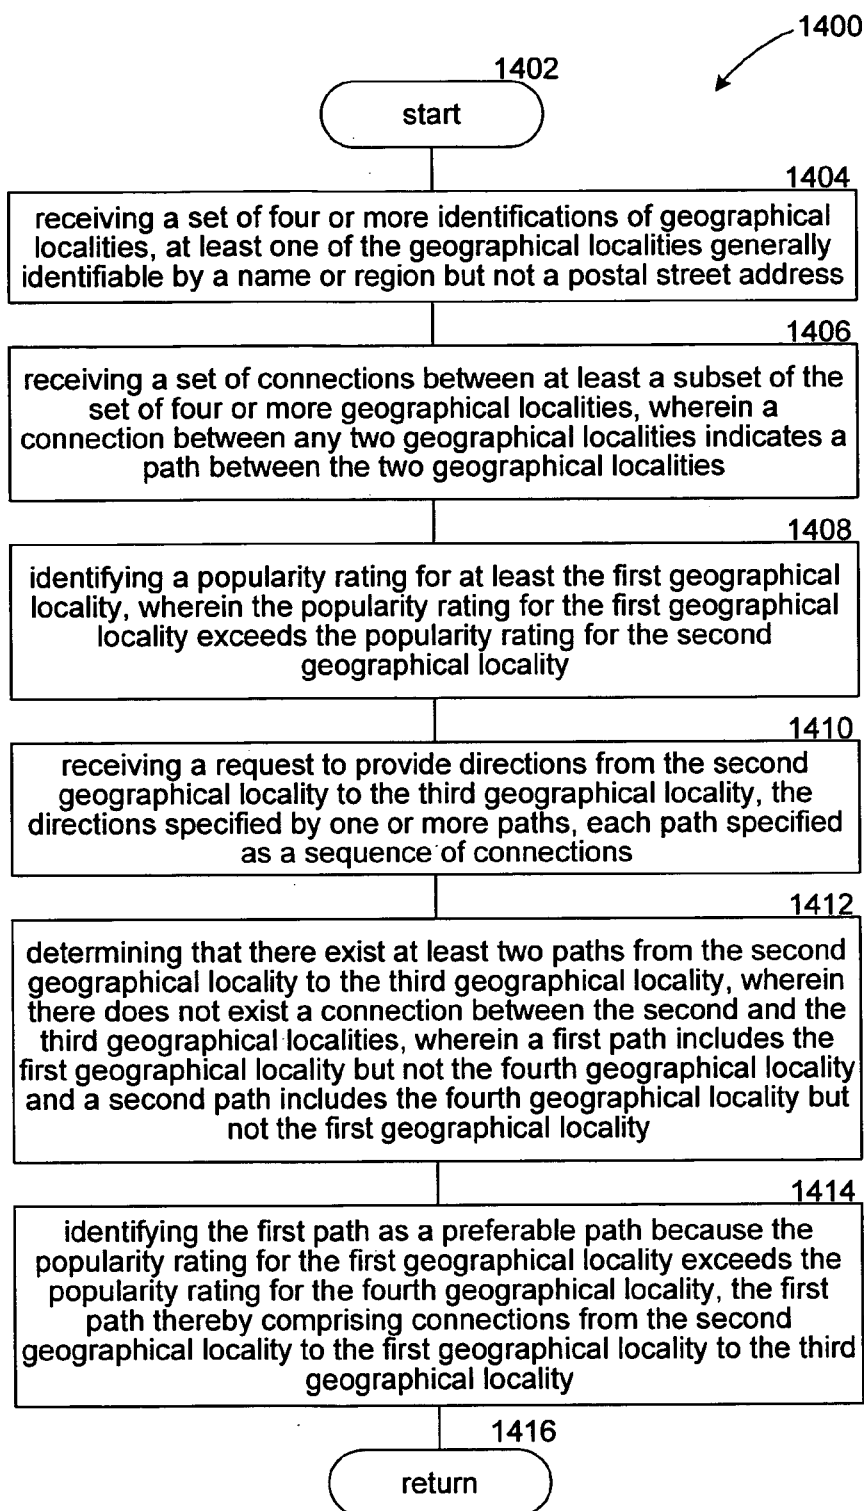 1400
1402
start
1404
receiving a set of four or more identifications of geographical
localities, at least one of the geographical localities generally
identifiable by a name or region but not a postal street address
1406
receiving a set of connections between at least a subset of the
set of four or more geographical localities, wherein a
connection between any two geographical localities indicates a
path between the two geographical localities
1408
identifying a popularity rating for at least the first geographical
locality, wherein the popularity rating for the first geographical
locality exceeds the popularity rating for the second
geographical locality
1410
receiving a request to provide directions from the second
geographical locality to the third geographical locality, the
directions specified by one or more paths, each path specified
as a sequence of connections
1412
determining that there exist at least two paths from the second
geographical locality to the third geographical locality, wherein
there does not exist a connection between the second and the
third geographical localities, wherein a first path includes the
first geographical locality but not the fourth geographical locality
and a second path includes the fourth geographical locality but
not the first geographical locality
1414
identifying the first path as a preferable path because the
popularity rating for the first geographical locality exceeds the
popularity rating for the fourth geographical locality, the first
path thereby comprising connections from the second
geographical locality to the first geographical locality to the third
geographical locality
1416
return